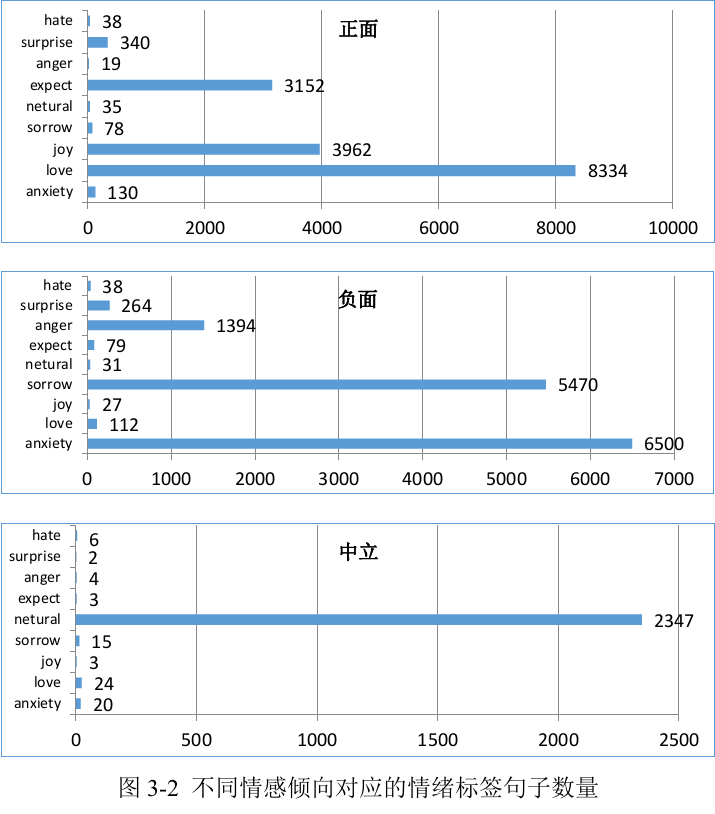 正面
hate 38
surprise 340
anger 19
expect 3152
netural 35
sorrow 78
joy 3962
love 8334
anxiety 130
0 2000 4000 6000 8000 10000
负面
hate 38
surprise 264
anger 1394
expect 79
netural 31
sorrow 5470
joy 27
love 112
anxiety 6500
0 1000 2000 3000 4000 5000 6000 7000
中立
hate 6
surprise 2
anger 4
expect 3
netural 2347
sorrow 15
joy 3
love 24
anxiety 20
0 500 1000 1500 2000 2500
图 3-2 不同情感倾向对应的情绪标签句子数量